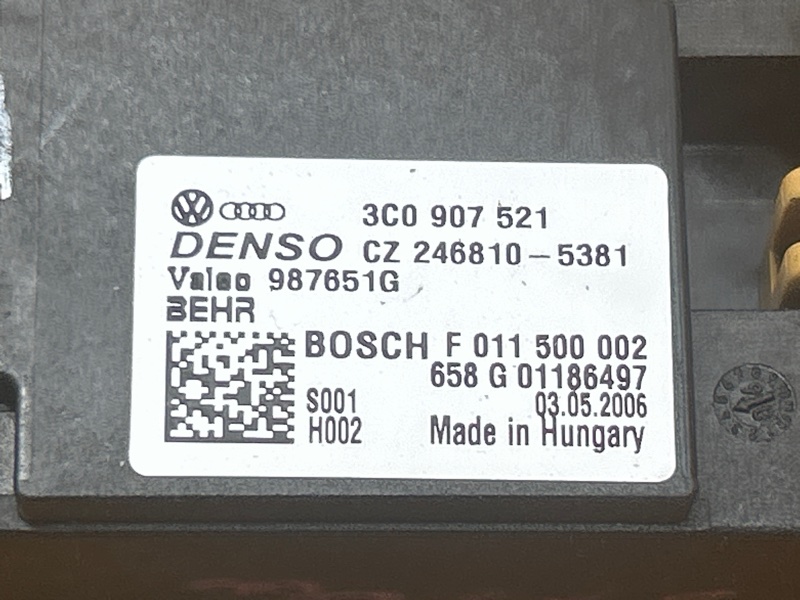 3C0 907 521
DENSO CZ 246810-5381
Valeo 987651G
BEHR
BOSCH F 011 500 002
658 G 01186497
S001 03.05.2006
H002 Made in Hungary